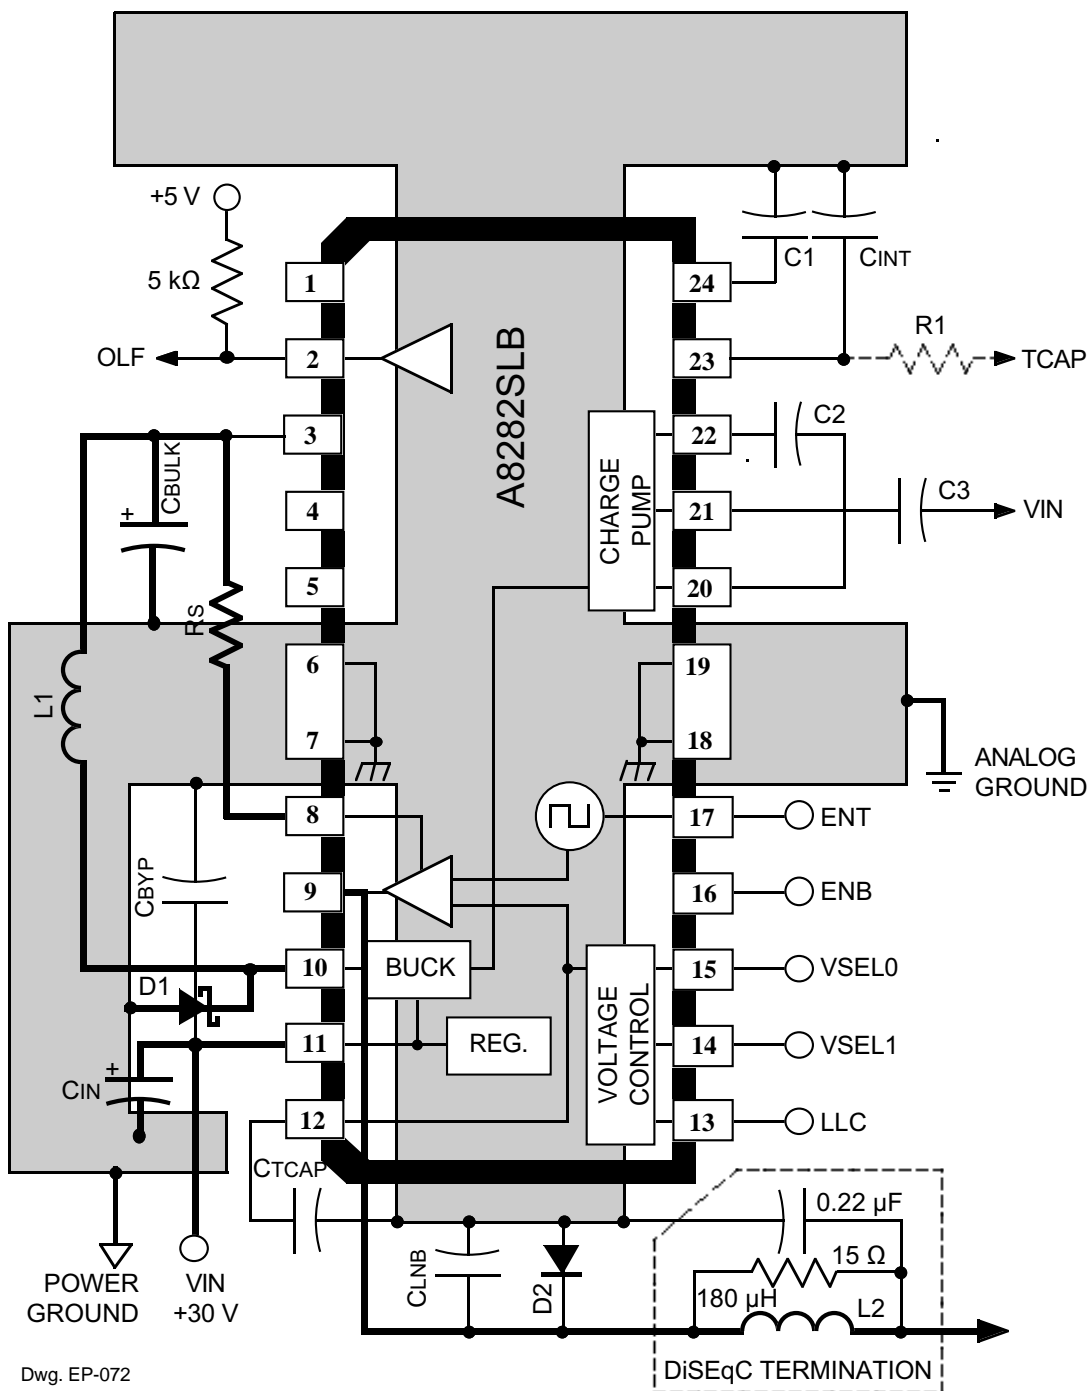 +5 V
5 kΩ
OLF
1
2
3
4
5
6
7
8
9
10
11
12
24
23
22
21
20
19
18
17
16
15
14
13
A8282SLB
C1
CINT
R1
TCAP
C2
C3
VIN
CHARGE
PUMP
CBULK
RS
L1
ANALOG
GROUND
ENT
ENB
VSEL0
VSEL1
LLC
CBYP
D1
BUCK
REG.
VOLTAGE
CONTROL
CIN
+
+
CTCAP
CLNB
D2
0.22 µF
15 Ω
180 µH
L2
DiSEqC TERMINATION
POWER
GROUND
VIN
+30 V
Dwg. EP-072